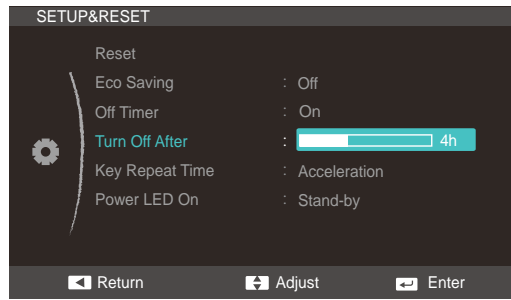 SETUP&RESET
Reset
Eco Saving : Off
Off Timer : On
Turn Off After : 4h
Key Repeat Time : Acceleration
Power LED On : Stand-by
Return Adjust Enter